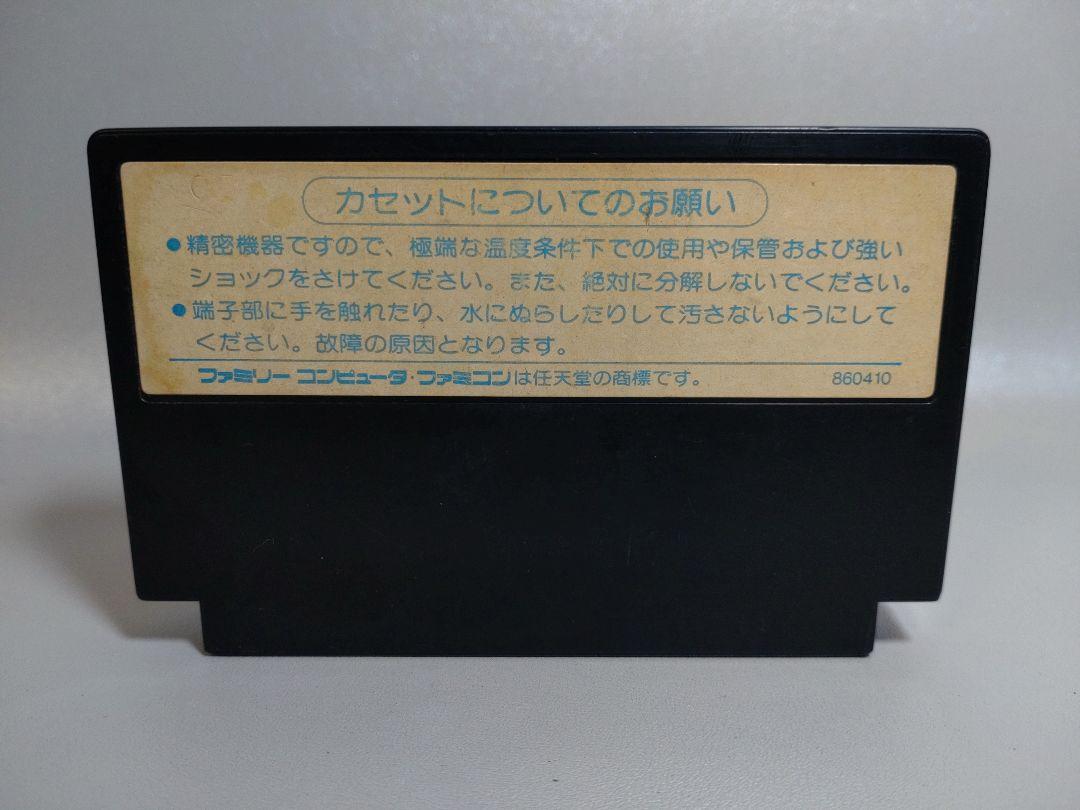 カセットについてのお願い
●精密機器ですので、極端な温度条件下での使用や保管および強い
ショックをさけてください。また、絶対に分解しないでください。
●端子部に手を触れたり、水にぬらしたりして汚さないようにして
ください。故障の原因となります。
ファミリーコンピュータ・ファミコンは任天堂の商標です。 860410